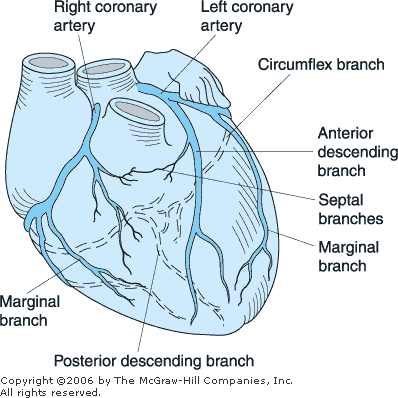 Right coronary
artery
Left coronary
artery
Circumflex branch
Anterior
descending
branch
Septal
branches
Marginal
branch
Marginal
branch
Posterior descending branch
Copyright ©2006 by The McGraw-Hill Companies, Inc.
All rights reserved.